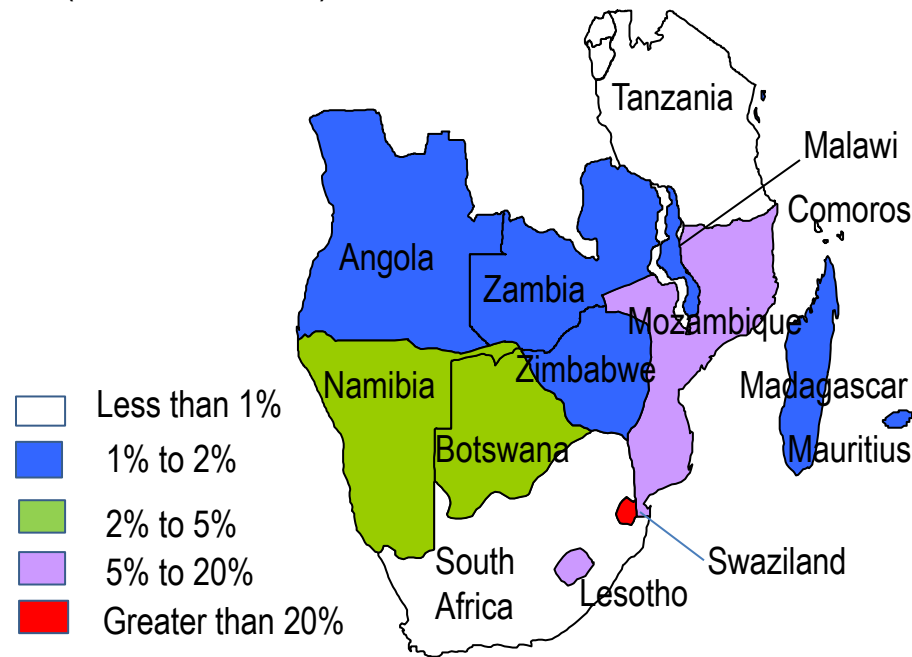 Tanzania
Malawi
Comoros
Angola
Zambia
Mozambique
Zimbabwe
Namibia
Madagascar
Less than 1%
Botswana
Mauritius
1% to 2%
2% to 5%
South
Africa
Swaziland
5% to 20%
Lesotho
Greater than 20%